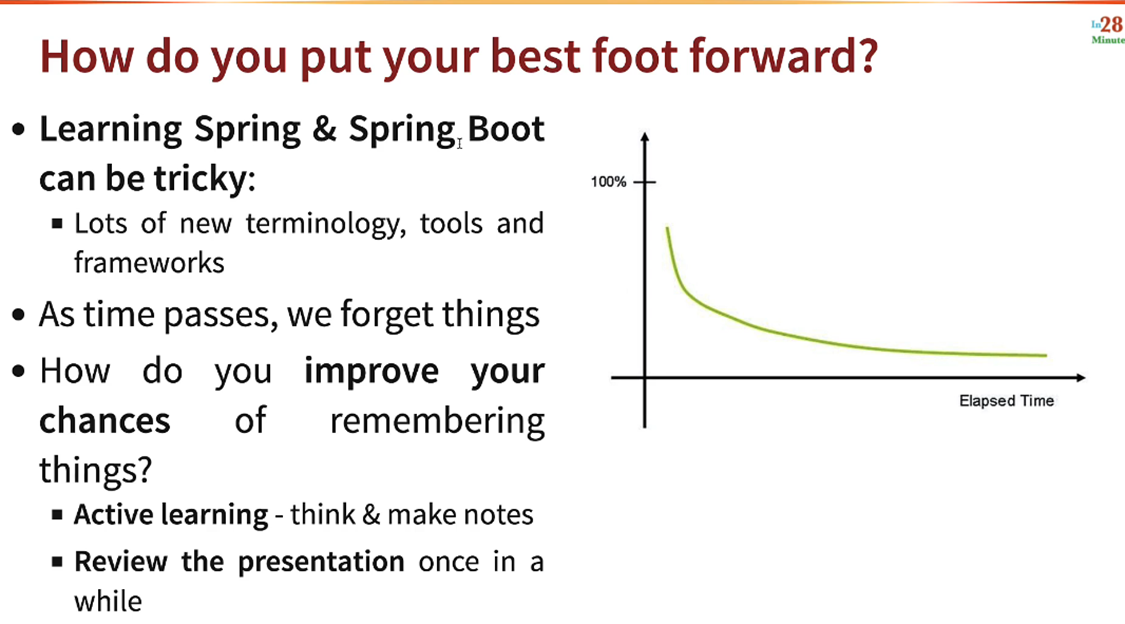 In28
Minute
How do you put your best foot forward?
• Learning Spring & Spring Boot
can be tricky:
▪ Lots of new terminology, tools and
frameworks
• As time passes, we forget things
• How do you improve your
chances of remembering
things?
▪ Active learning - think & make notes
▪ Review the presentation once in a
while
100%
Elapsed Time